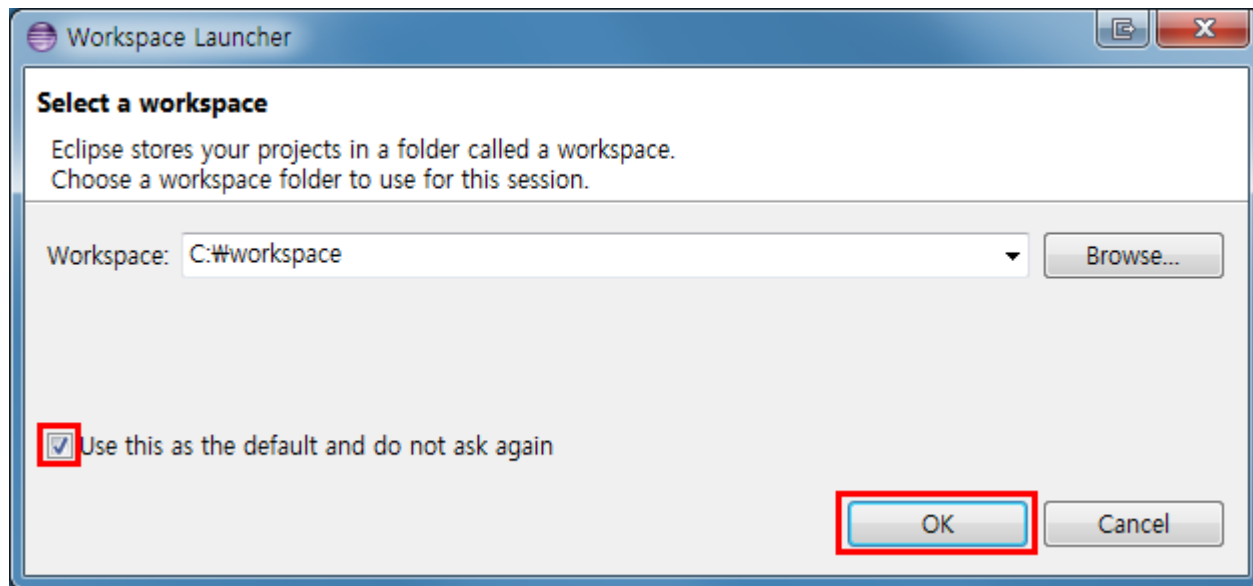 Workspace Launcher
Select a workspace
Eclipse stores your projects in a folder called a workspace.
Choose a workspace folder to use for this session.
Workspace: C:₩workspace Browse...
Use this as the default and do not ask again
OK Cancel